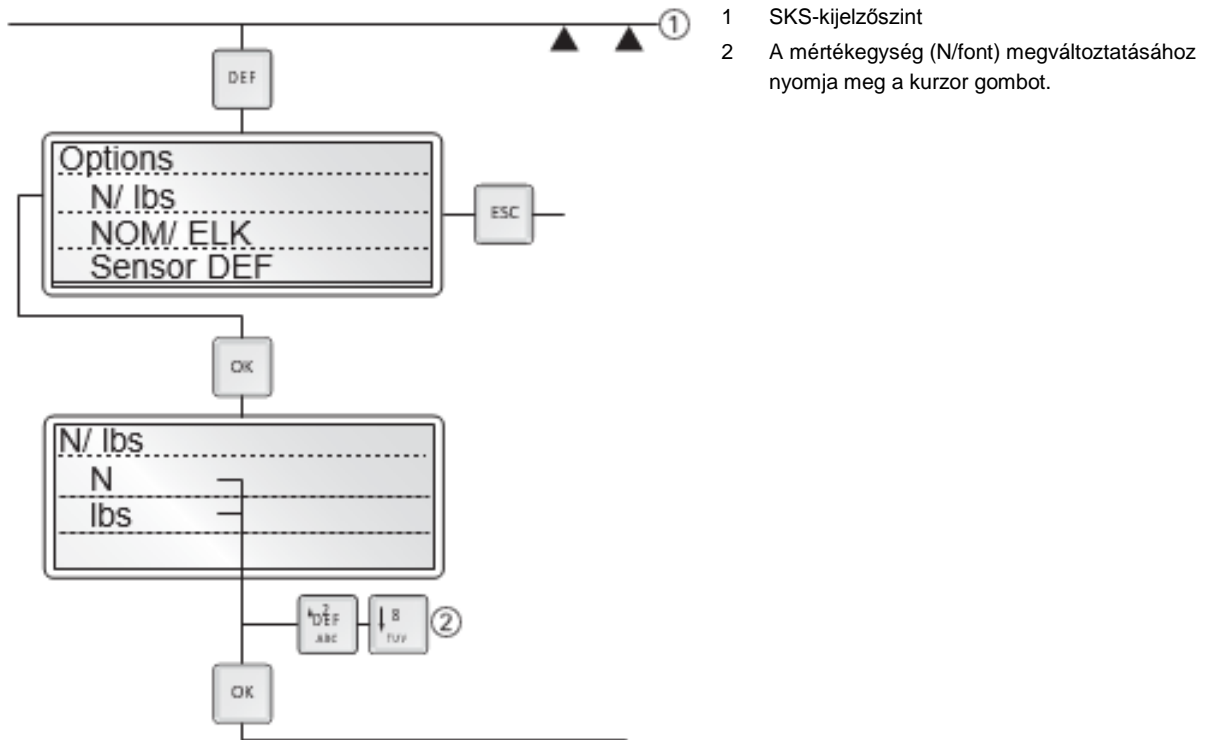 1
1 SKS-kijelzőszint
2 A mértékegység (N/font) megváltoztatásához
nyomja meg a kurzor gombot.
DEF
Options
N/ lbs
NOM/ ELK
Sensor DEF
ESC
OK
N/ lbs
N
lbs
2
DEF
ABC
8
TUV
2
OK